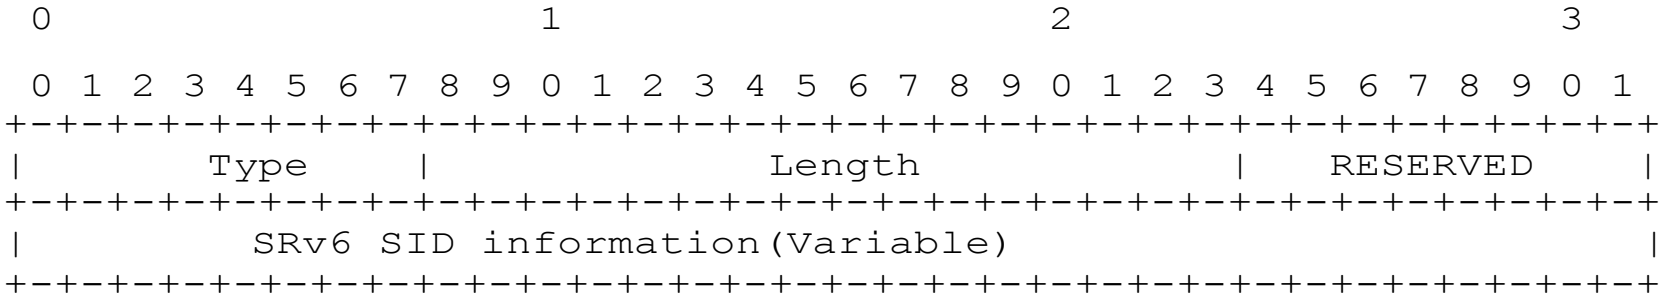 0                   1                   2                   3
 0 1 2 3 4 5 6 7 8 9 0 1 2 3 4 5 6 7 8 9 0 1 2 3 4 5 6 7 8 9 0 1
+-+-+-+-+-+-+-+-+-+-+-+-+-+-+-+-+-+-+-+-+-+-+-+-+-+-+-+-+-+-+-+-+
|       Type    |             Length            |   RESERVED    |
+-+-+-+-+-+-+-+-+-+-+-+-+-+-+-+-+-+-+-+-+-+-+-+-+-+-+-+-+-+-+-+-+
|         SRv6 SID information(Variable)                         |
+-+-+-+-+-+-+-+-+-+-+-+-+-+-+-+-+-+-+-+-+-+-+-+-+-+-+-+-+-+-+-+-+